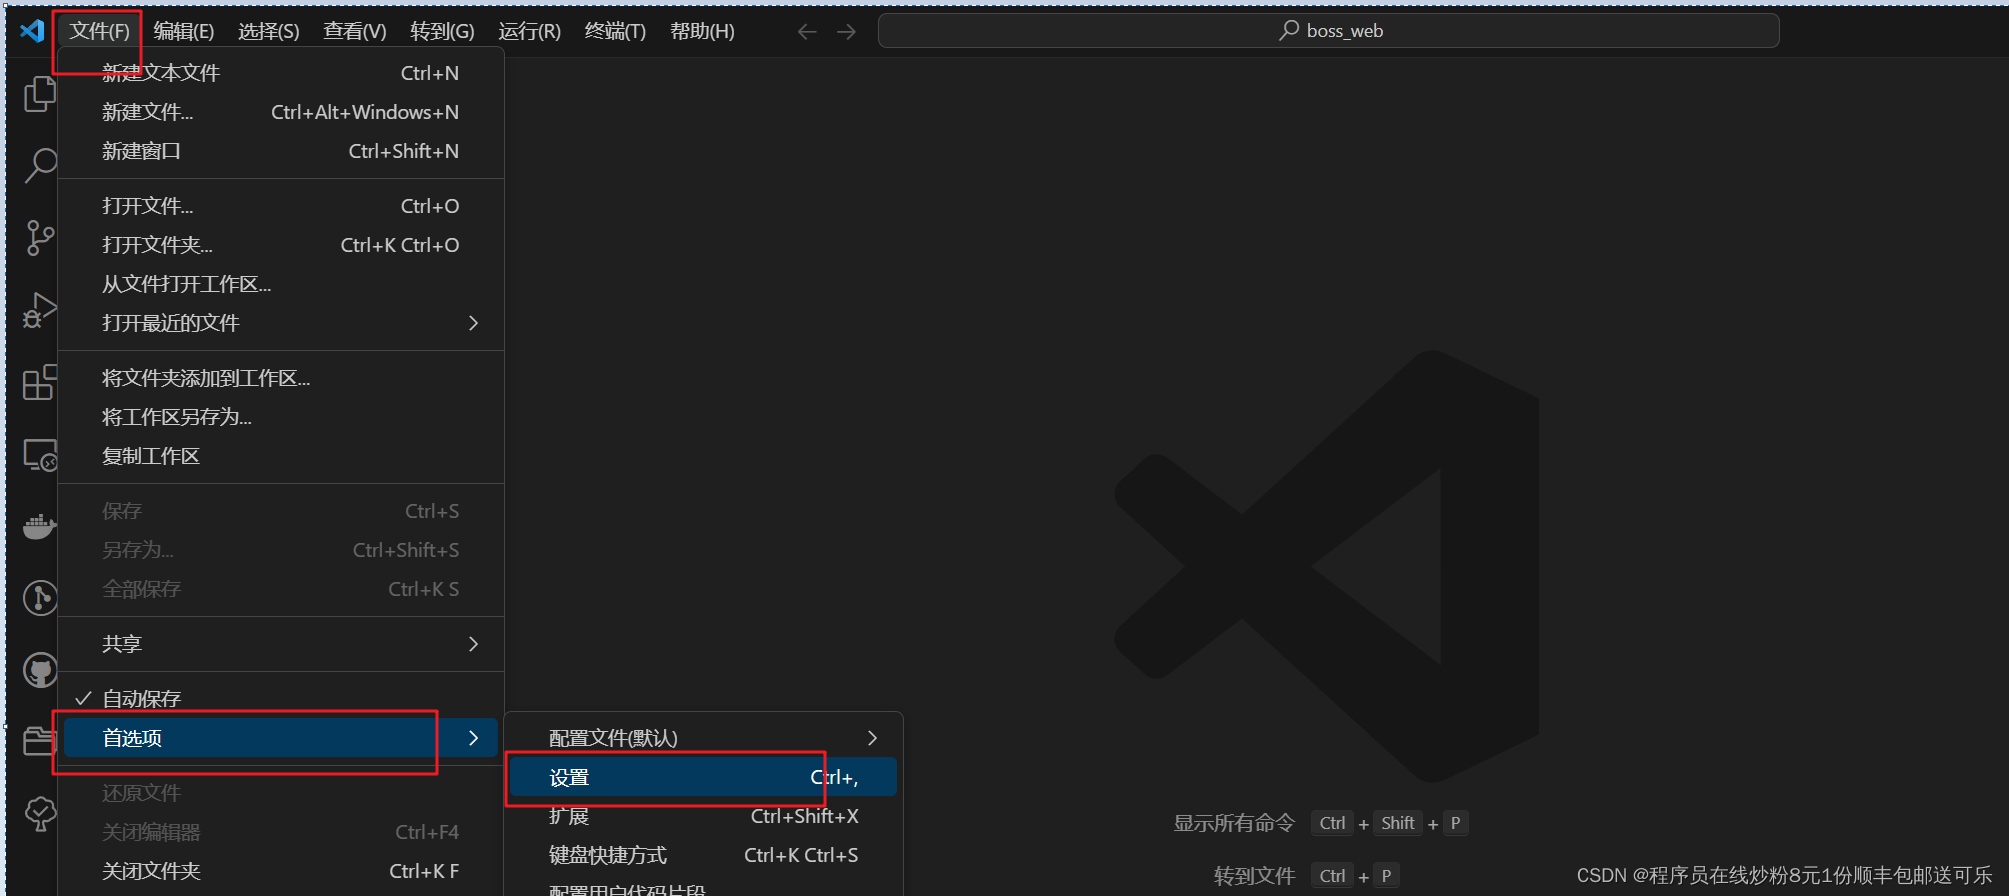 文件(F) 编辑(E) 选择(S) 查看(V) 转到(G) 运行(R) 终端(T) 帮助(H) boss_web
新建文本文件 Ctrl+N
新建文件... Ctrl+Alt+Windows+N
新建窗口 Ctrl+Shift+N
打开文件... Ctrl+O
打开文件夹... Ctrl+K Ctrl+O
从文件打开工作区...
打开最近的文件
将文件夹添加到工作区...
将工作区另存为...
复制工作区
保存 Ctrl+S
另存为... Ctrl+Shift+S
全部保存 Ctrl+K S
共享
自动保存
首选项
还原文件
关闭编辑器 Ctrl+F4
关闭文件夹 Ctrl+K F
配置文件(默认)
设置 Ctrl+,
扩展 Ctrl+Shift+X
键盘快捷方式 Ctrl+K Ctrl+S
配置用户代码片段
显示所有命令 Ctrl + Shift + P
转到文件 Ctrl + P
CSDN @程序员在线炒粉8元1份顺丰包邮送可乐